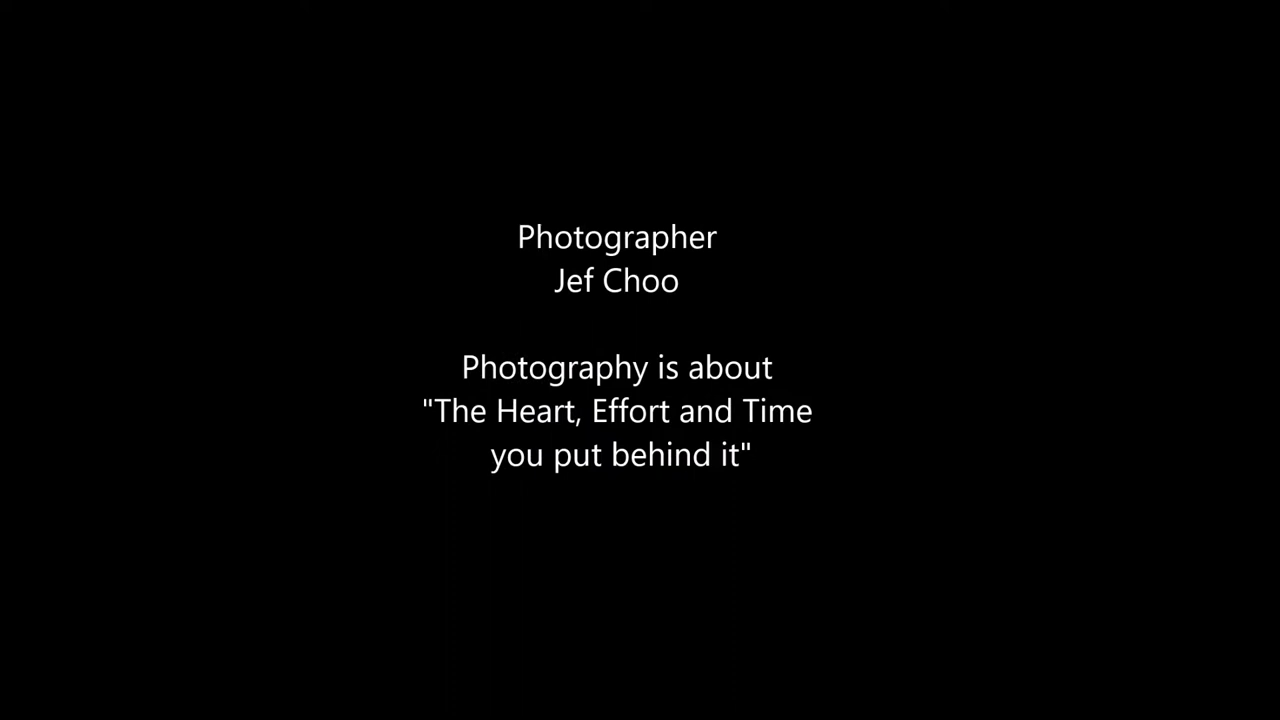 Photographer
Jef Choo
Photography is about
"The Heart, Effort and Time
you put behind it"